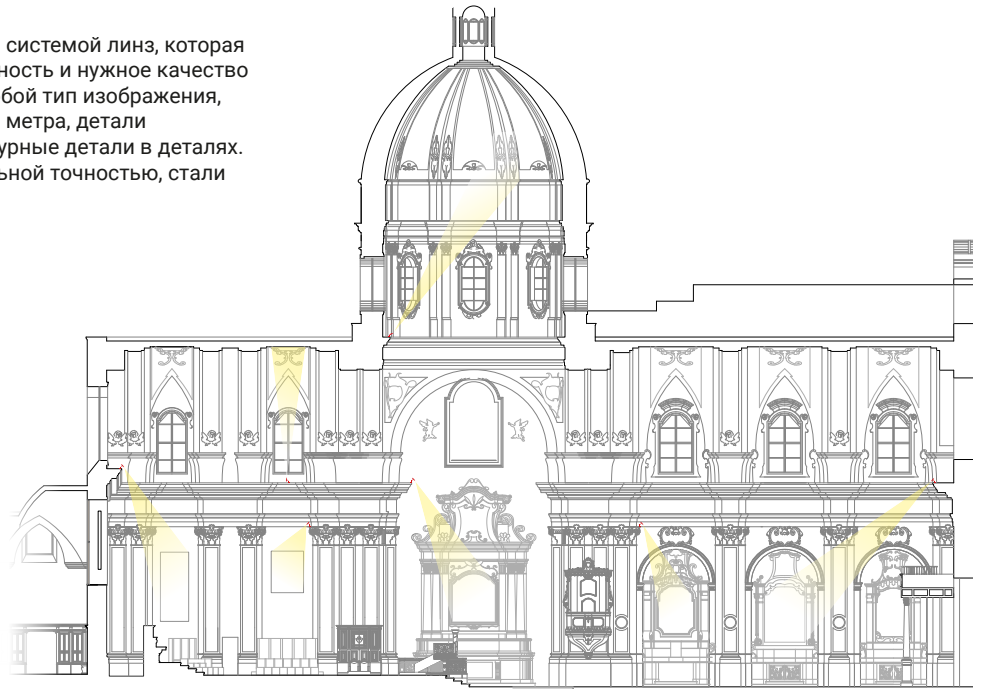 системой линз, которая
ность и нужное качество
бой тип изображения,
метра, детали
урные детали в деталях.
ьной точностью, стали